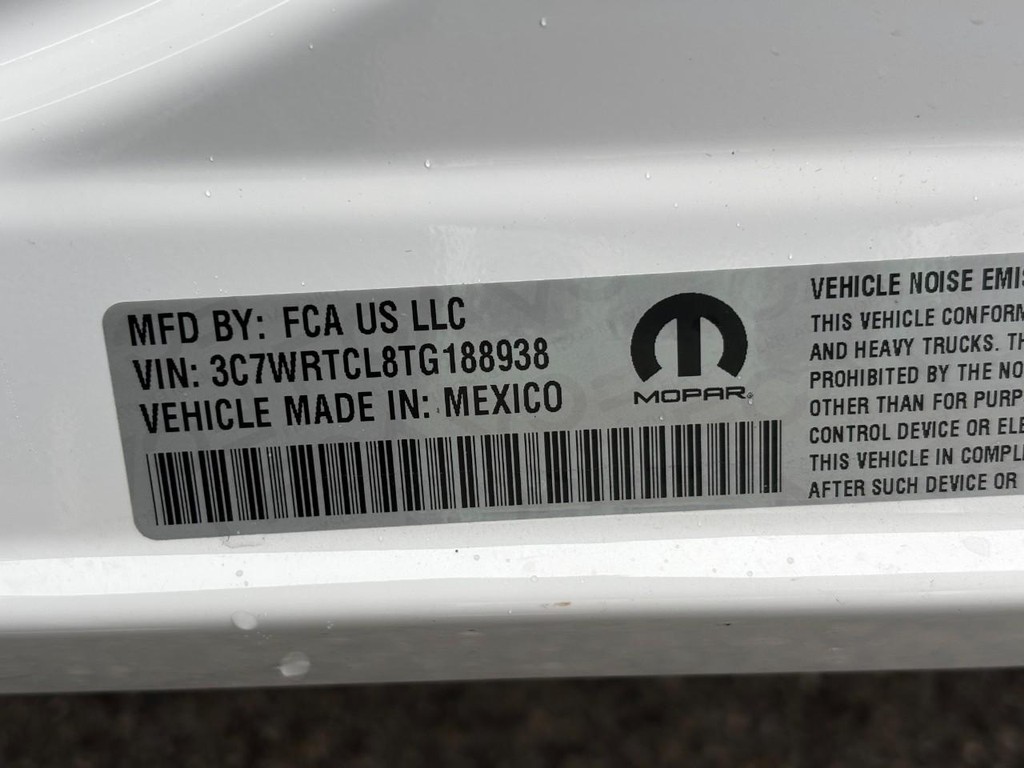 MFD BY: FCA US LLC
VIN: 3C7WRTCL8TG188938
VEHICLE MADE IN: MEXICO
MOPAR®
VEHICLE NOISE EMIS
THIS VEHICLE CONFORM
AND HEAVY TRUCKS. TH
PROHIBITED BY THE NO
OTHER THAN FOR PURP
CONTROL DEVICE OR ELE
THIS VEHICLE IN COMPLI
AFTER SUCH DEVICE OR